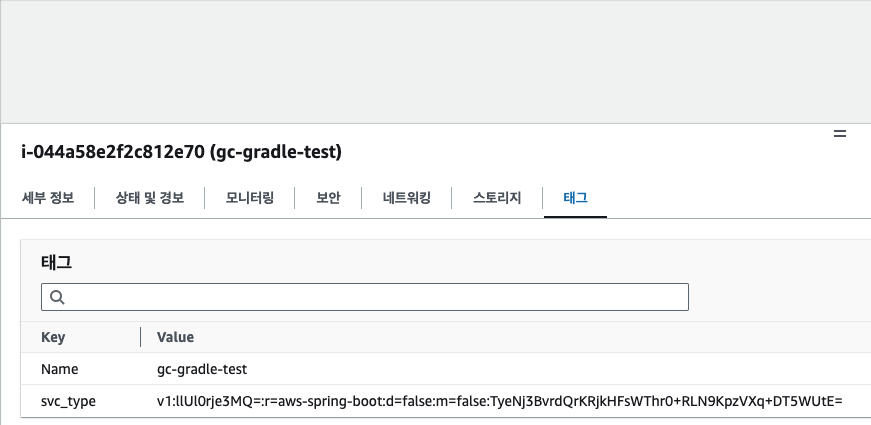 i-044a58e2f2c812e70 (gc-gradle-test)
세부 정보 상태 및 경보 모니터링 보안 네트워킹 스토리지 태그
태그
Key Value
Name gc-gradle-test
svc_type v1:llUl0rje3MQ=:r=aws-spring-boot:d=false:m=false:TyeNj3BvrdQrKRjkHFsWThr0+RLN9KpzVXq+DT5WUtE=